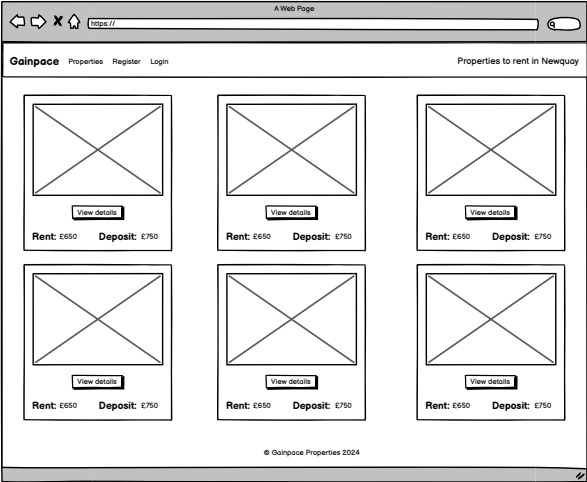 A Web Page
https://
Gainpace Properties Register Login Properties to rent in Newquay
View details View details View details
Rent: £650 Deposit: £750 Rent: £650 Deposit: £750 Rent: £650 Deposit: £750
View details View details View details
Rent: £650 Deposit: £750 Rent: £650 Deposit: £750 Rent: £650 Deposit: £750
© Gainpace Properties 2024